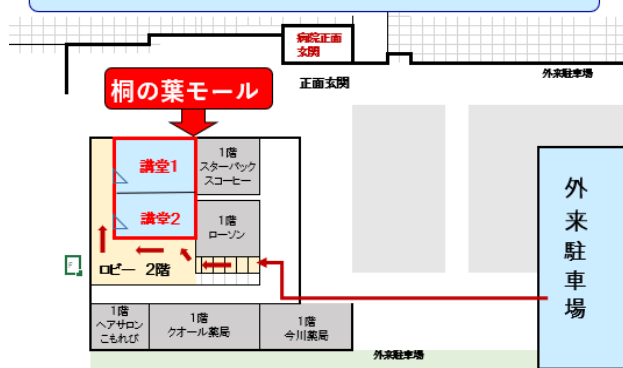 病院正面
玄関
正面玄関
外来駐車場
桐の葉モール
講堂1
1階
スターバック
スコーヒー
講堂2
1階
ローソン
外来駐車場
ロビー 2階
1階
ヘアサロン
こもれび
1階
クオール薬局
1階
今川薬局
外来駐車場